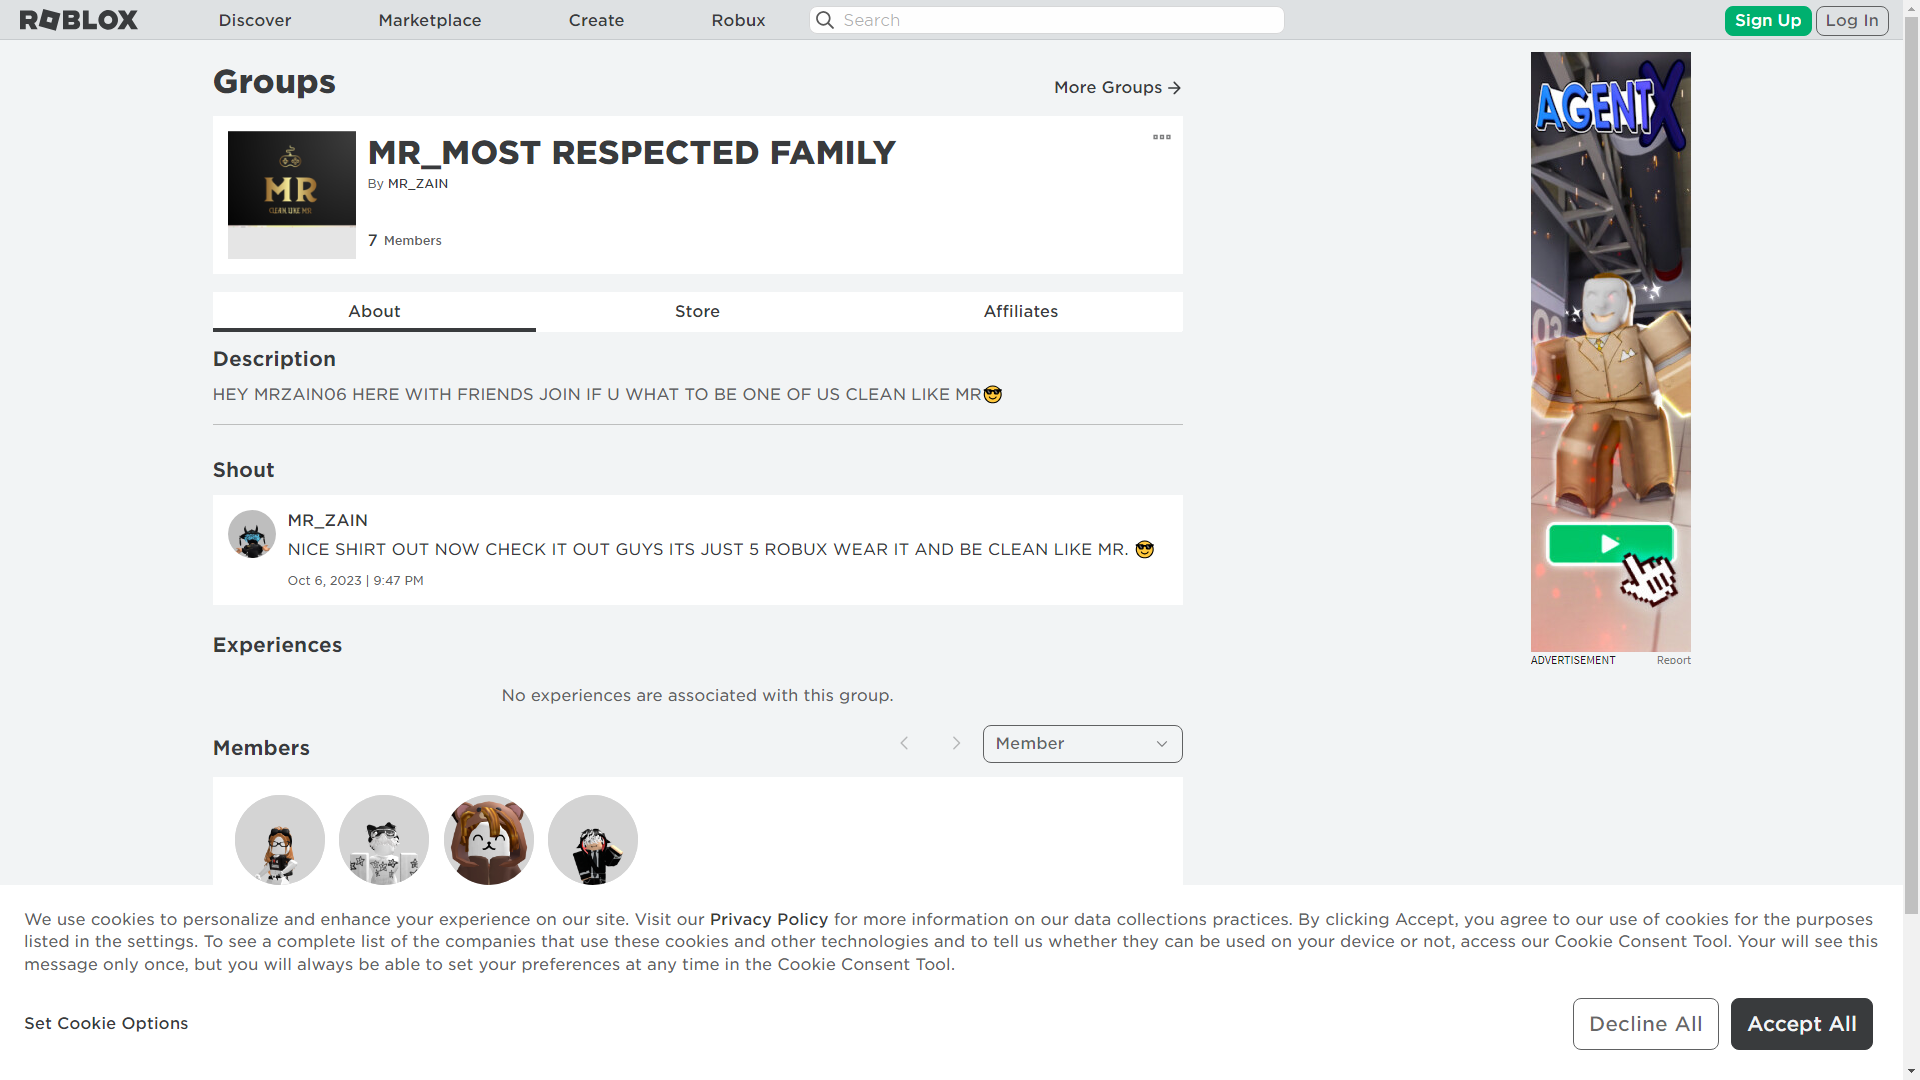 ROBLOX
Discover
Marketplace
Create
Robux
Search
Sign Up
Log In
Groups
More Groups
MR
CLEAN LIKE MR
MR_MOST RESPECTED FAMILY
By MR_ZAIN
7 Members
About
Store
Affiliates
Description
HEY MRZAIN06 HERE WITH FRIENDS JOIN IF U WHAT TO BE ONE OF US CLEAN LIKE MR😎
Shout
MR_ZAIN
NICE SHIRT OUT NOW CHECK IT OUT GUYS ITS JUST 5 ROBUX WEAR IT AND BE CLEAN LIKE MR. 😎
Oct 6, 2023 | 9:47 PM
Experiences
No experiences are associated with this group.
Members
Member
AGENT X
03
ADVERTISEMENT
Report
We use cookies to personalize and enhance your experience on our site. Visit our Privacy Policy for more information on our data collections practices. By clicking Accept, you agree to our use of cookies for the purposes
listed in the settings. To see a complete list of the companies that use these cookies and other technologies and to tell us whether they can be used on your device or not, access our Cookie Consent Tool. Your will see this
message only once, but you will always be able to set your preferences at any time in the Cookie Consent Tool.
Set Cookie Options
Decline All
Accept All